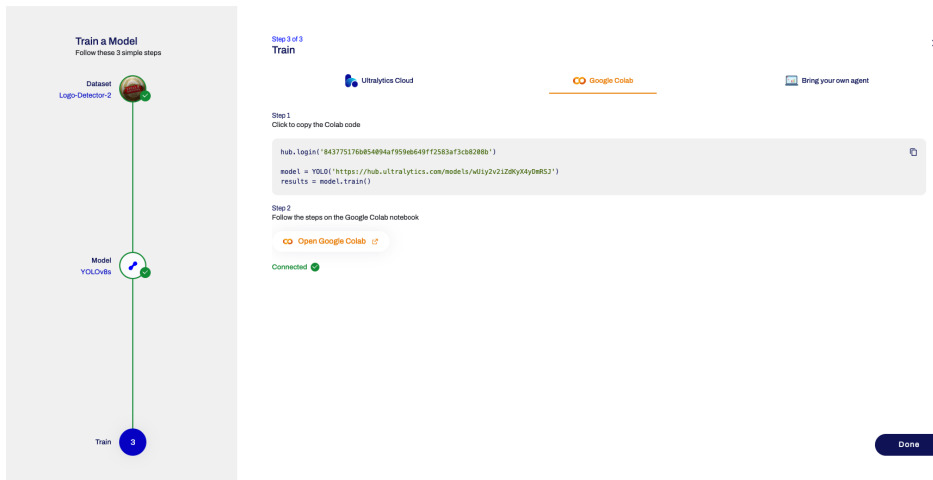 Train a Model
Follow these 3 simple steps
Dataset
Logo-Detector-2
Model
YOLOv8s
Train
3
Step 3 of 3
Train
Ultralytics Cloud
Google Colab
Bring your own agent
Step 1
Click to copy the Colab code
hub.login('843775176b054094af959eb649ff2583af3cb8208b')
model = YOLO('https://hub.ultralytics.com/models/wUiy2v2iZdKyX4yDmRSJ')
results = model.train()
Step 2
Follow the steps on the Google Colab notebook
Open Google Colab
Connected
Done